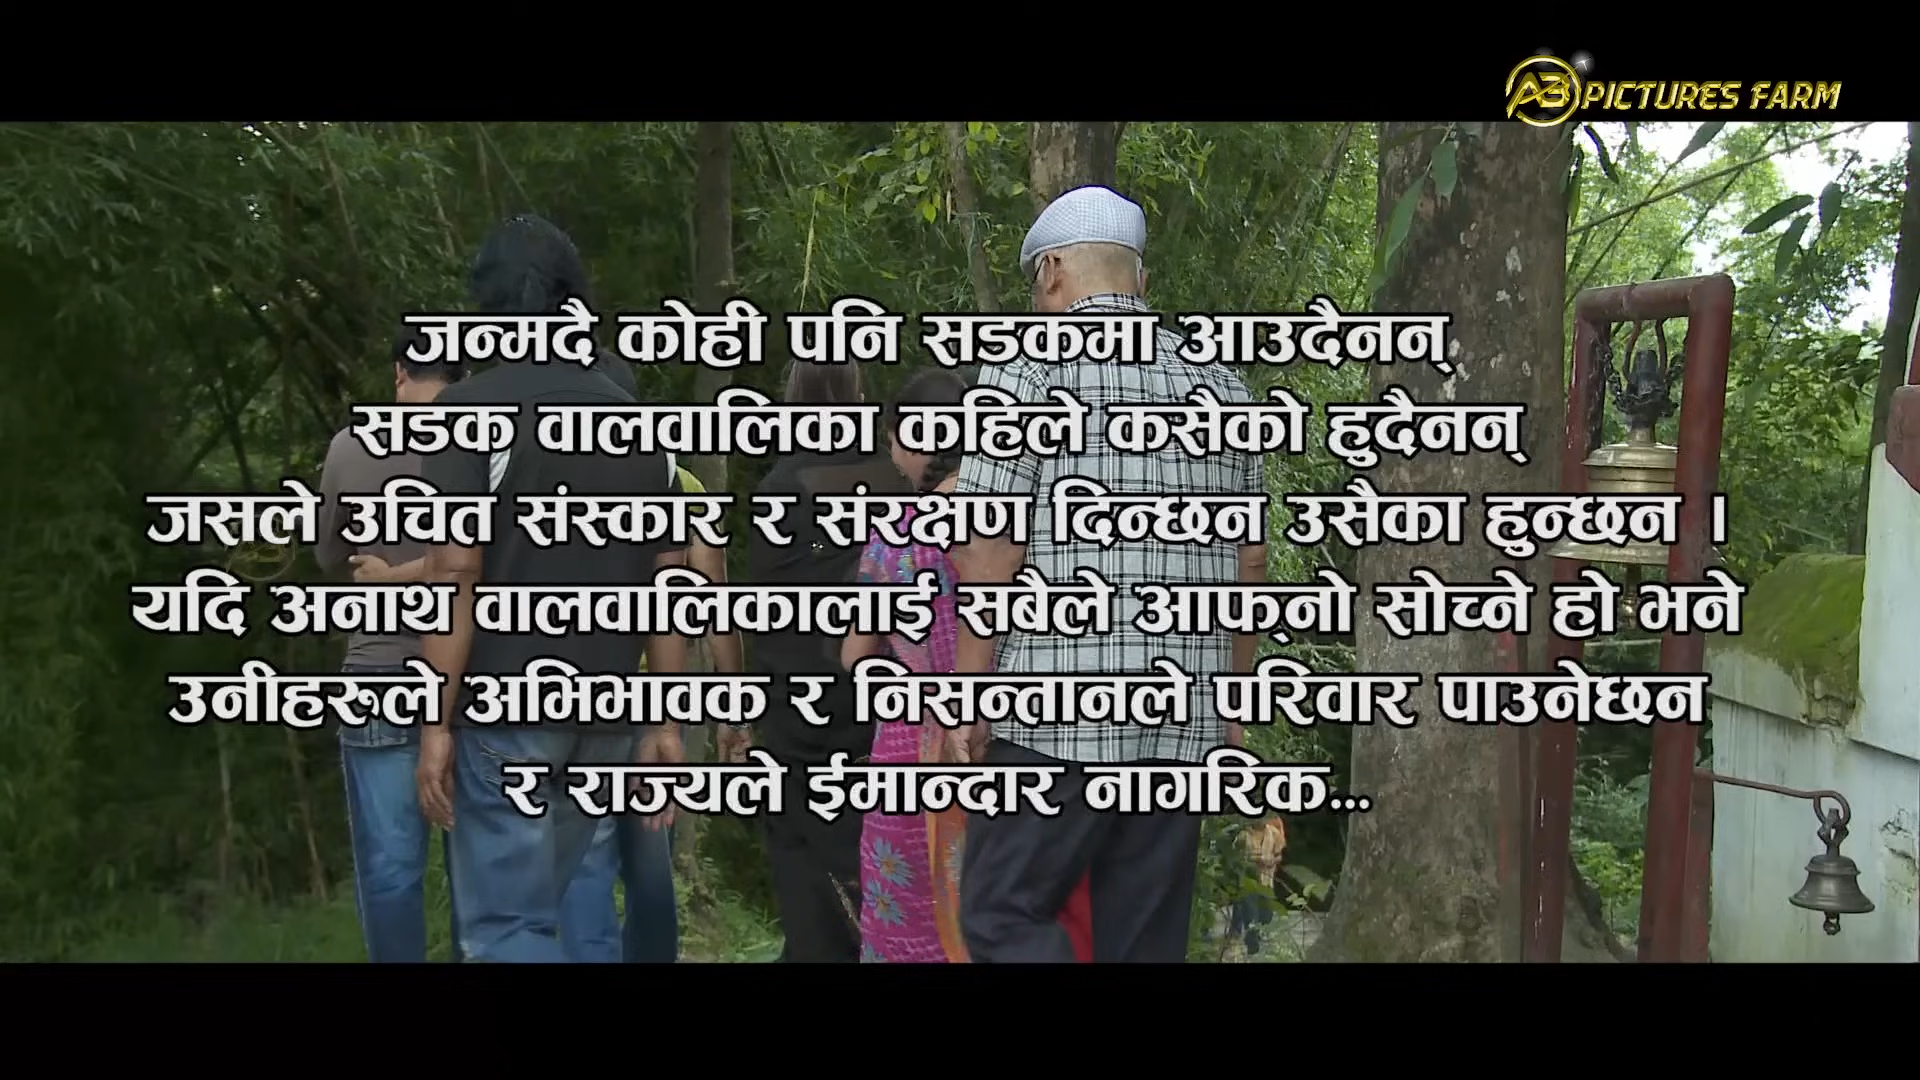 AB PICTURES FARM
जन्मदै कोही पनि सडकमा आउदैनन्
सडक वालवालिका कहिले कसैको हुदैनन्
जसले उचित संस्कार र संरक्षण दिन्छन उसैका हुन्छन ।
यदि अनाथ वालवालिकालाई सबैले आफ्‌नो सोच्ने हो भने
उनीहरुले अभिभावक र निसन्तानले परिवार पाउनेछन
र राज्यले ईमान्दार नागरिक...